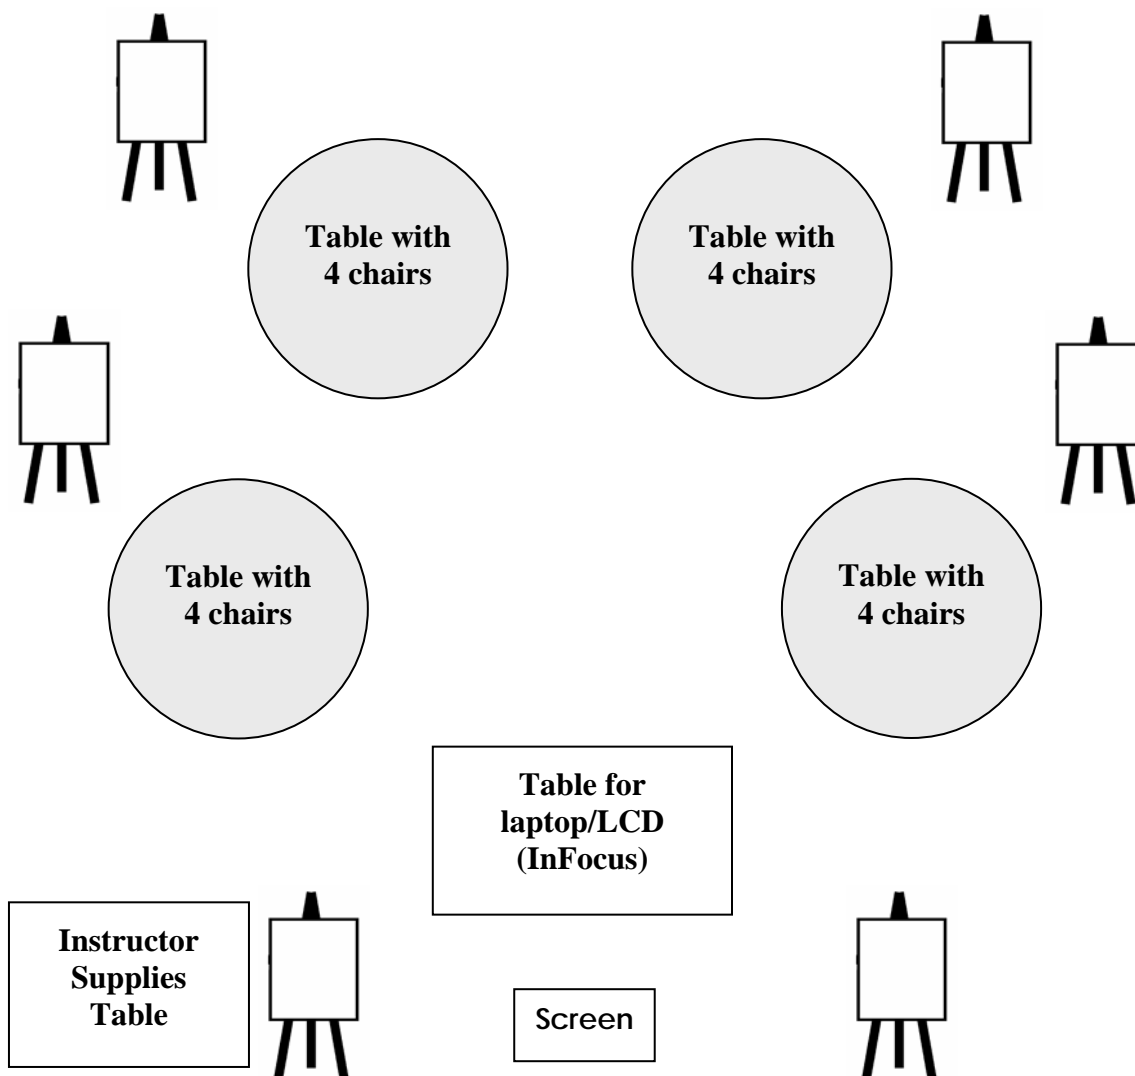 Table with
4 chairs
Table with
4 chairs
Table with
4 chairs
Table with
4 chairs
Table for
laptop/LCD
(InFocus)
Instructor
Supplies
Table
Screen